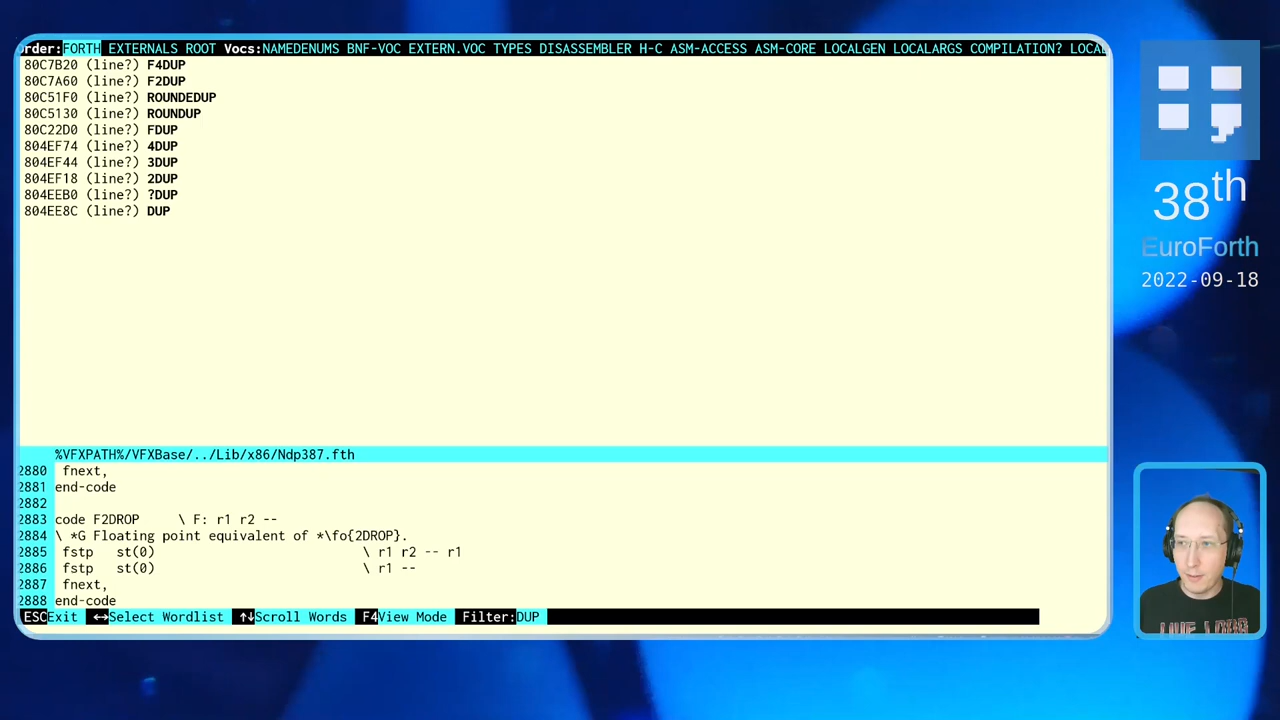 rder:FORTH EXTERNALS ROOT Vocs:NAMEDENUMS BNF-VOC EXTERN.VOC TYPES DISASSEMBLER H-C ASM-ACCESS ASM-CORE LOCALGEN LOCALARGS COMPILATION? LOCA
80C7B20 (line?) F4DUP
80C7A60 (line?) F2DUP
80C51F0 (line?) ROUNDEDUP
80C5130 (line?) ROUNDUP
80C22D0 (line?) FDUP
804EF74 (line?) 4DUP
804EF44 (line?) 3DUP
804EF18 (line?) 2DUP
804EEB0 (line?) ?DUP
804EE8C (line?) DUP
%VFXPATH%/VFXBase/../Lib/x86/Ndp387.fth
2880 fnext,
2881 end-code
2882
2883 code F2DROP \ F: r1 r2 --
2884 \ *G Floating point equivalent of *\fo{2DROP}.
2885 fstp st(0) \ r1 r2 -- r1
2886 fstp st(0) \ r1 --
2887 fnext,
2888 end-code
ESCExit ↔Select Wordlist ↑↓Scroll Words F4View Mode Filter:DUP
38th
EuroForth
2022-09-18